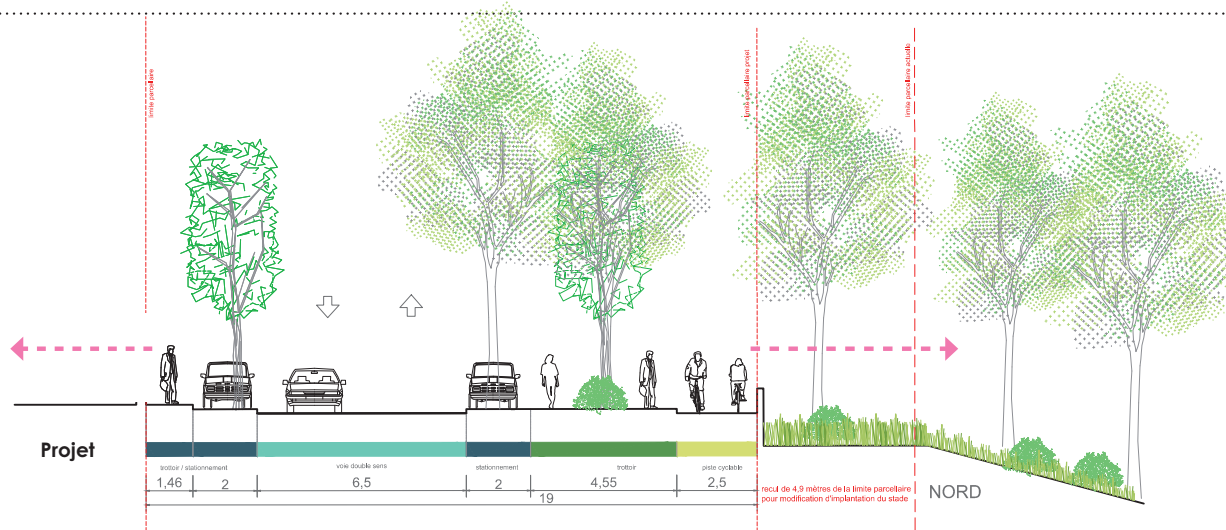 limite parcellaire
limite parcellaire projet
limite parcellaire actuelle
Projet
trottoir / stationnement
voie double sens
stationnement
trottoir
piste cyclable
1,46
2
6,5
2
4,55
2,5
19
recul de 4,9 mètres de la limite parcellaire
pour modification d'implantation du stade
NORD